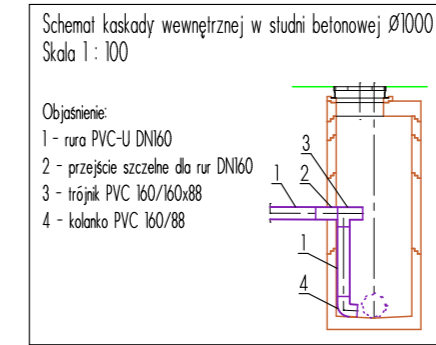 Schemat kaskady wewnętrznej w studni betonowej Ø1000
Skala 1 : 100
Objaśnienie:
1 - rura PVC-U DN160
2 - przejście szczelne dla rur DN160
3 - trójnik PVC 160/160x88
4 - kolanko PVC 160/88
3
1 2
1
4